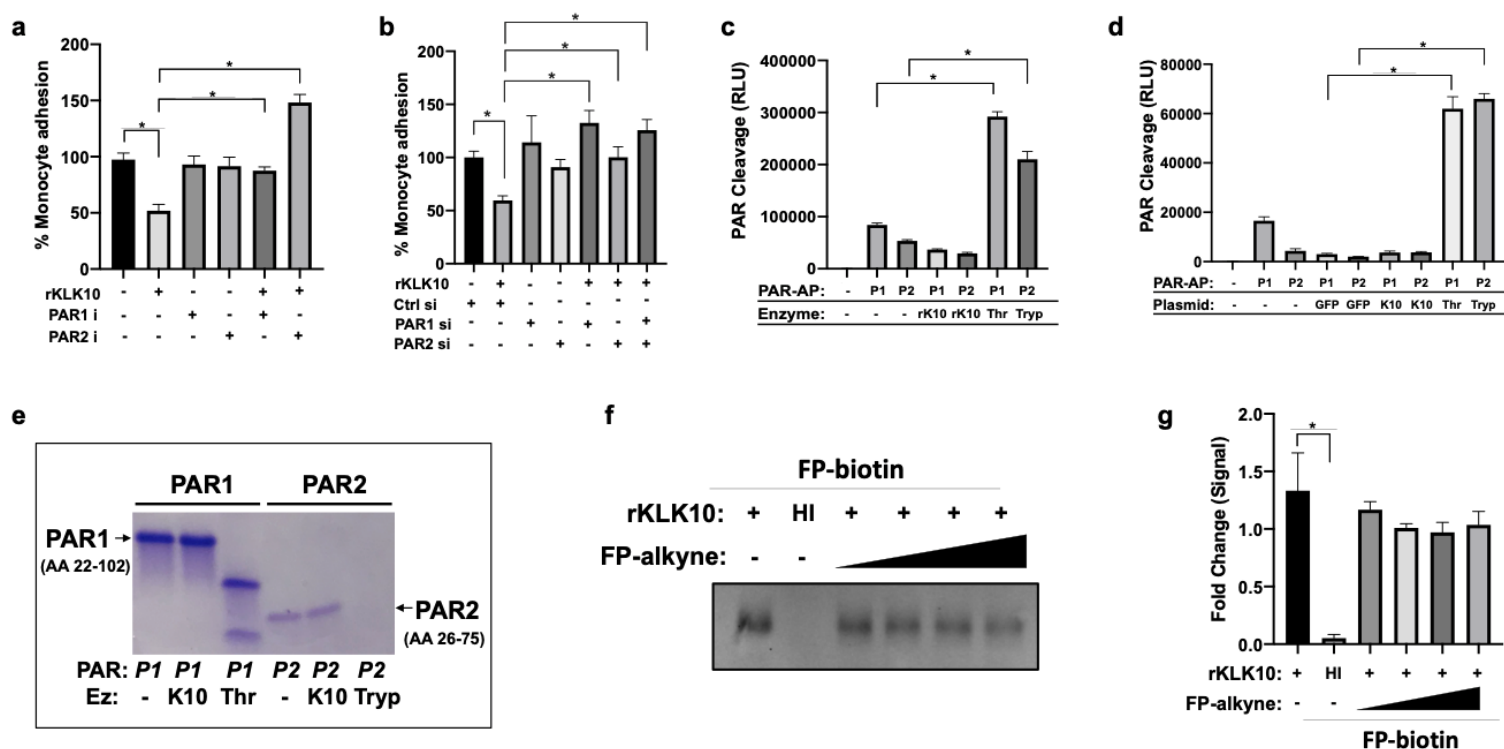 a
% Monocyte adhesion
200
150
100
50
0
*
*
*
rKLK10 - + - - + +
PAR1 i - - + - + -
PAR2 i - - - + - +
b
% Monocyte adhesion
200
150
100
50
0
*
*
*
*
rKLK10 - + - - + + +
Ctrl si + + - - - - -
PAR1 si - - + - + - +
PAR2 si - - - + - + +
c
PAR Cleavage (RLU)
400000
300000
200000
100000
0
*
*
PAR-AP: - P1 P2 P1 P2 P1 P2
Enzyme: - - - rK10 rK10 Thr Tryp
d
PAR Cleavage (RLU)
80000
60000
40000
20000
0
*
*
PAR-AP: - P1 P2 P1 P2 P1 P2 P1 P2
Plasmid: - - - GFP GFP K10 K10 Thr Tryp
e
PAR1 PAR2
PAR1
(AA 22-102)
PAR2
(AA 26-75)
PAR: P1 P1 P1 P2 P2 P2
Ez: - K10 Thr - K10 Tryp
f
FP-biotin
rKLK10: + HI + + + +
FP-alkyne: - -
g
Fold Change (Signal)
2.0
1.5
1.0
0.5
0.0
*
rKLK10: + HI + + + +
FP-alkyne: - -
FP-biotin